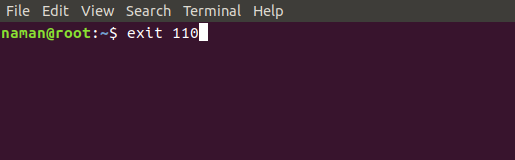 File Edit View Search Terminal Help
naman@root:~$ exit 110